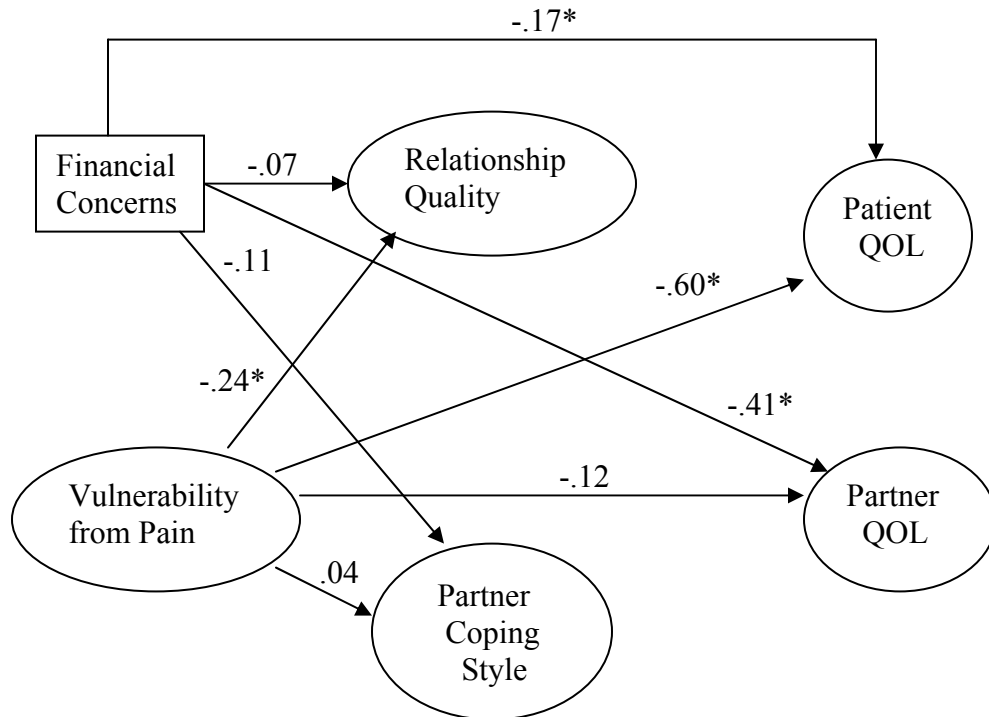 -.17*
Financial
Concerns
-.07
Relationship
Quality
Patient
QOL
-.11
-.60*
-.24*
-.41*
Vulnerability
from Pain
-.12
Partner
QOL
.04
Partner
Coping
Style